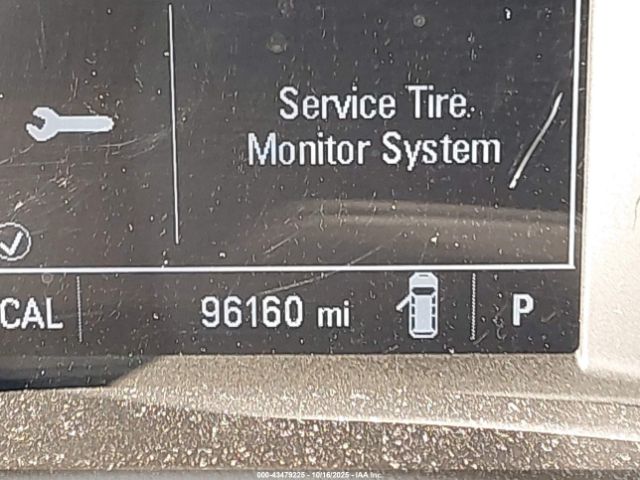 Service Tire
Monitor System
CAL
96160 mi
P
000-43479225 - 10/16/2025 - IAA Inc.